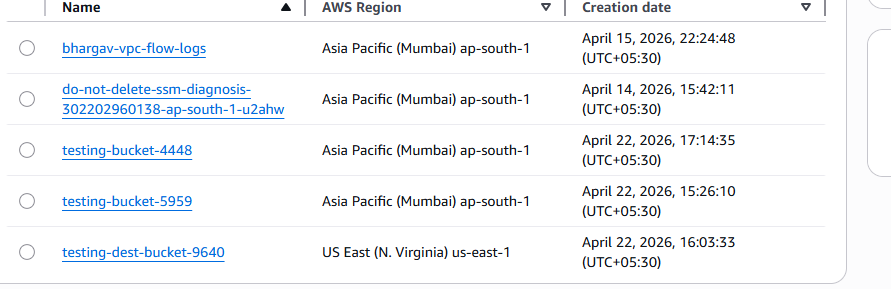 Name AWS Region Creation date
bhargav-vpc-flow-logs Asia Pacific (Mumbai) ap-south-1 April 15, 2026, 22:24:48
(UTC+05:30)
do-not-delete-ssm-diagnosis- Asia Pacific (Mumbai) ap-south-1 April 14, 2026, 15:42:11
302202960138-ap-south-1-u2ahw (UTC+05:30)
testing-bucket-4448 Asia Pacific (Mumbai) ap-south-1 April 22, 2026, 17:14:35
(UTC+05:30)
testing-bucket-5959 Asia Pacific (Mumbai) ap-south-1 April 22, 2026, 15:26:10
(UTC+05:30)
testing-dest-bucket-9640 US East (N. Virginia) us-east-1 April 22, 2026, 16:03:33
(UTC+05:30)